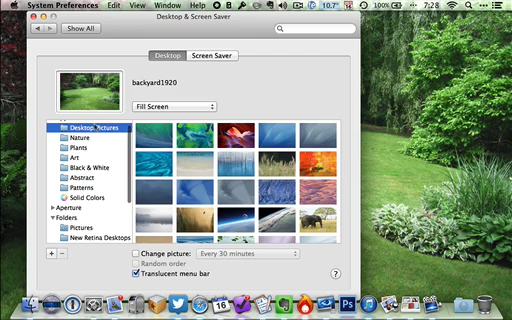 System Preferences Edit View Window Help 10.7° 7:28
Desktop & Screen Saver
Show All
Desktop Screen Saver
backyard1920
Fill Screen
Desktop Pictures
Nature
Plants
Art
Black & White
Abstract
Patterns
Solid Colors
Aperture
Folders
Pictures
New Retina Desktops
+ −
Change picture: Every 30 minutes
Random order
Translucent menu bar
?
16
Ps